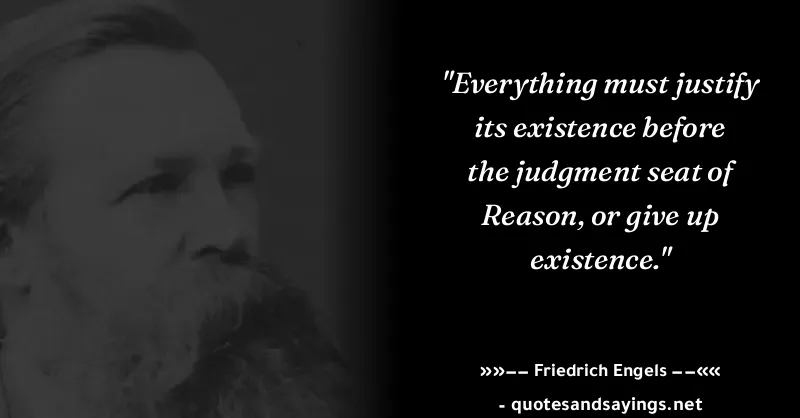 "Everything must justify
its existence before
the judgment seat of
Reason, or give up
existence."
»»−− Friedrich Engels −−««
- quotesandsayings.net